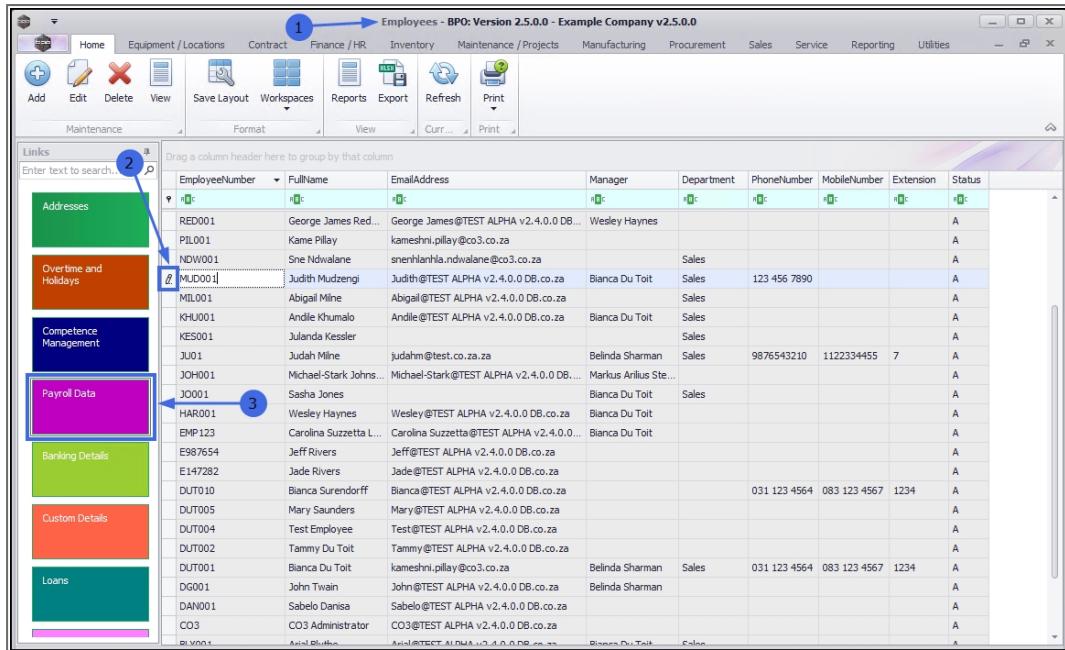 1
Employees - BPO: Version 2.5.0.0 - Example Company v2.5.0.0
Home Equipment / Locations Contract Finance / HR Inventory Maintenance / Projects Manufacturing Procurement Sales Service Reporting Utilities
Add Edit Delete View Save Layout Workspaces Reports Export Refresh Print
Maintenance Format View Curr... Print
Links
2
Enter text to search...
Drag a column header here to group by that column
EmployeeNumber FullName EmailAddress Manager Department PhoneNumber MobileNumber Extension Status
Addresses
RED001 George James Red... George James@TEST ALPHA v2.4.0.0 DB... Wesley Haynes A
PIL001 Kame Pillay kameshni.pillay@co3.co.za A
NDW001 Sne Ndwalane snenhlanhla.ndwalane@co3.co.za Sales A
Overtime and
Holidays
MUD001 Judith Mudzengi Judith@TEST ALPHA v2.4.0.0 DB.co.za Bianca Du Toit Sales 123 456 7890 A
MIL001 Abigail Milne Abigail@TEST ALPHA v2.4.0.0 DB.co.za Sales A
KHU001 Andile Khumalo Andile@TEST ALPHA v2.4.0.0 DB.co.za Bianca Du Toit Sales A
Competence
Management
KES001 Julanda Kessler Sales A
JU01 Judah Milne judahm@test.co.za.za Belinda Sharman Sales 9876543210 1122334455 7 A
JOH001 Michael-Stark Johns... Michael-Stark@TEST ALPHA v2.4.0.0 DB.... Markus Arilius Ste... A
Payroll Data
3
JO001 Sasha Jones Bianca Du Toit Sales A
HAR001 Wesley Haynes Wesley@TEST ALPHA v2.4.0.0 DB.co.za Bianca Du Toit A
EMP123 Carolina Suzzetta L... Carolina Suzzetta@TEST ALPHA v2.4.0.0... Bianca Du Toit A
Banking Details
E987654 Jeff Rivers Jeff@TEST ALPHA v2.4.0.0 DB.co.za A
E147282 Jade Rivers Jade@TEST ALPHA v2.4.0.0 DB.co.za A
DUT010 Bianca Surendorff Bianca@TEST ALPHA v2.4.0.0 DB.co.za 031 123 4564 083 123 4567 1234 A
Custom Details
DUT005 Mary Saunders Mary@TEST ALPHA v2.4.0.0 DB.co.za A
DUT004 Test Employee Test@TEST ALPHA v2.4.0.0 DB.co.za A
DUT002 Tammy Du Toit Tammy@TEST ALPHA v2.4.0.0 DB.co.za A
Loans
DUT001 Bianca Du Toit kameshni.pillay@co3.co.za Belinda Sharman Sales 031 123 4564 083 123 4567 1234 A
DG001 John Twain John@TEST ALPHA v2.4.0.0 DB.co.za Belinda Sharman A
DAN001 Sabelo Danisa Sabelo@TEST ALPHA v2.4.0.0 DB.co.za A
CO3 CO3 Administrator CO3@TEST ALPHA v2.4.0.0 DB.co.za A